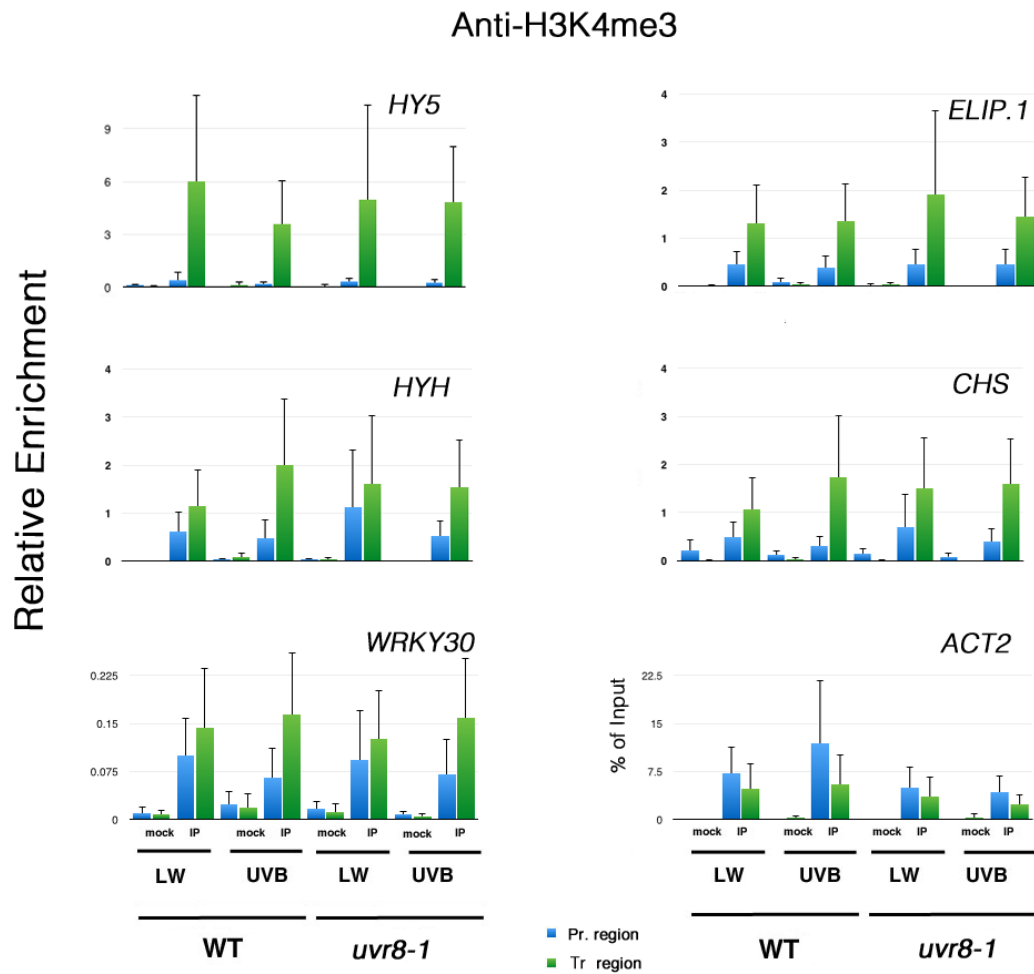 Anti-H3K4me3
Relative Enrichment
HY5
9
6
3
0
ELIP.1
4
3
2
1
0
HYH
4
3
2
1
0
CHS
4
3
2
1
0
WRKY30
0.225
0.15
0.075
0
mock IP mock IP mock IP mock IP
LW UVB LW UVB
WT uvr8-1
ACT2
% of Input
22.5
15
7.5
0
mock IP mock IP mock IP mock IP
LW UVB LW UVB
WT uvr8-1
Pr. region
Tr region